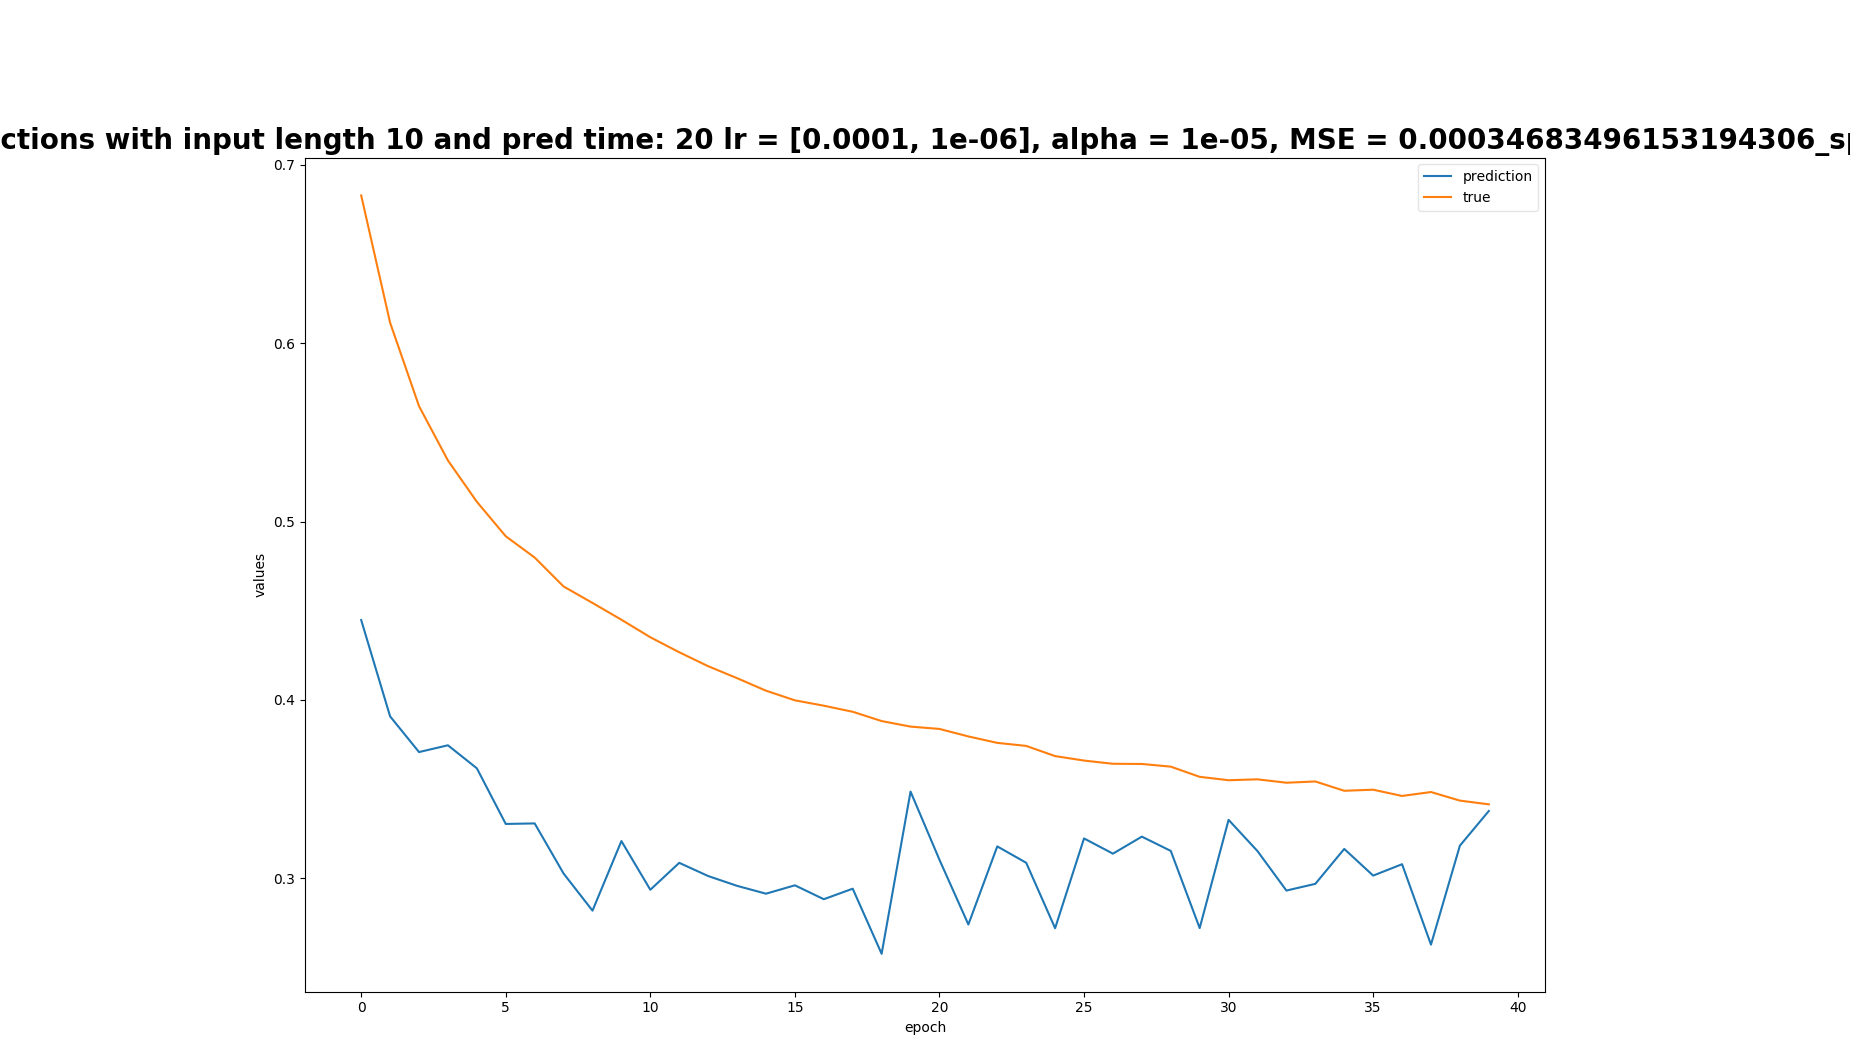 ctions with input length 10 and pred time: 20 lr = [0.0001, 1e-06], alpha = 1e-05, MSE = 0.00034683496153194306_sp
prediction
true
0.7
0.6
0.5
0.4
0.3
values
0 5 10 15 20 25 30 35 40
epoch